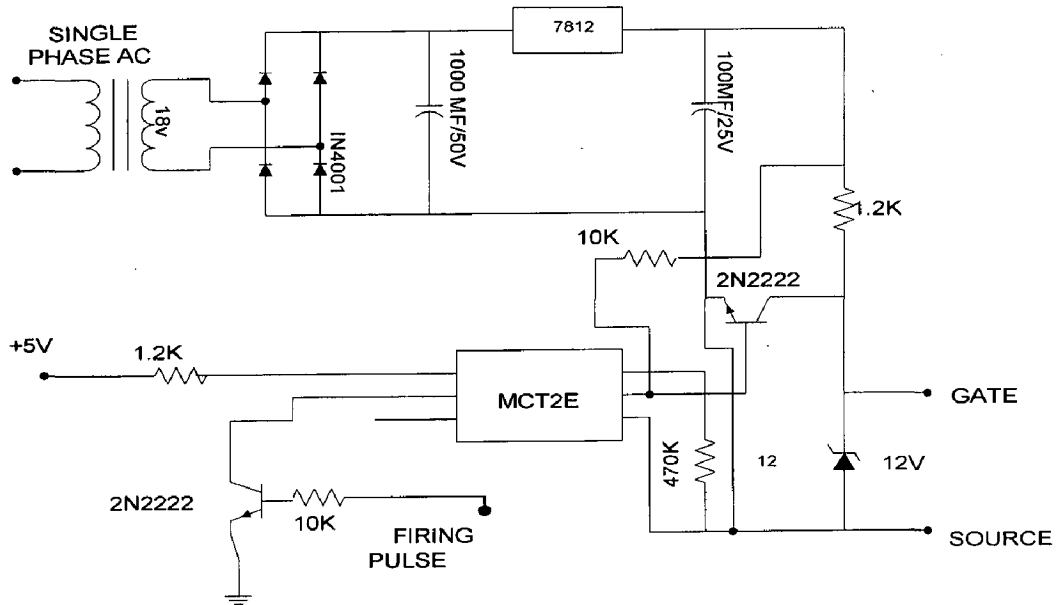 SINGLE
PHASE AC
18v
IN4001
1000 MF/50V
7812
100MF/25V
1.2K
10K
2N2222
+5V
1.2K
MCT2E
GATE
470K
12
12V
2N2222
10K
FIRING
PULSE
SOURCE